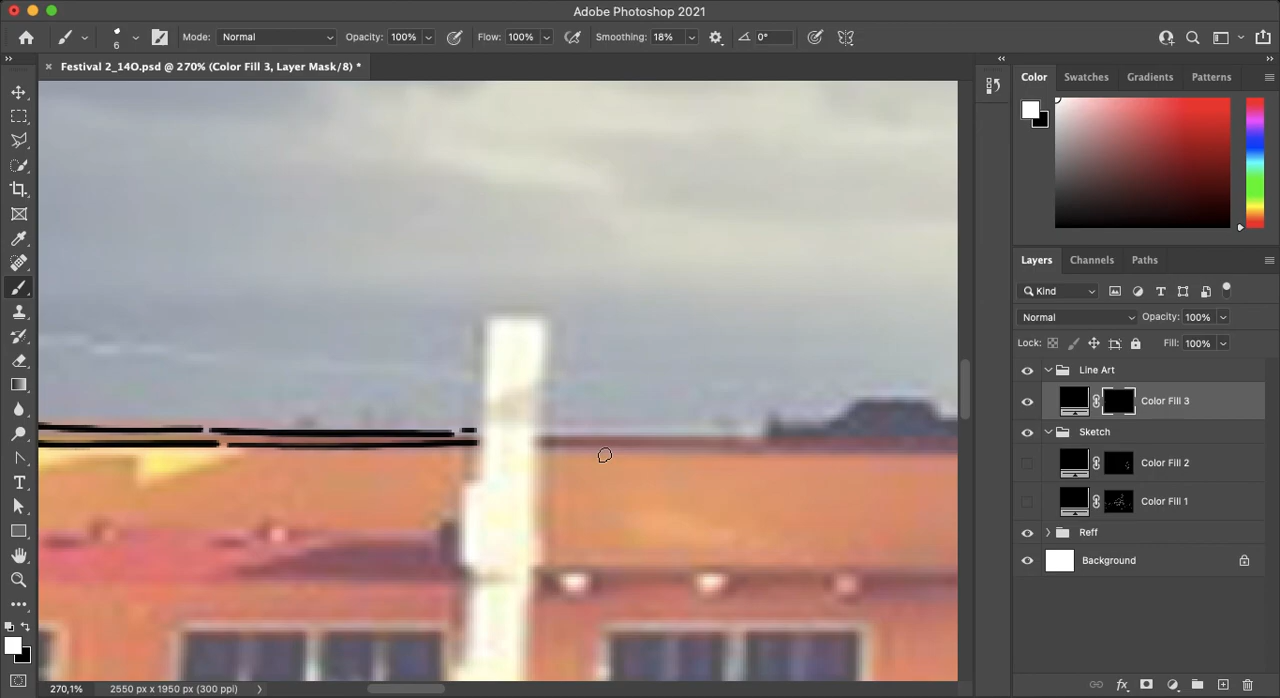 Adobe Photoshop 2021
6
Mode: Normal
Opacity: 100%
Flow: 100%
Smoothing: 18%
0°
Festival 2_14O.psd @ 270% (Color Fill 3, Layer Mask/8) *
Color Swatches Gradients Patterns
Layers Channels Paths
Kind
Normal Opacity: 100%
Lock: Fill: 100%
Line Art
Color Fill 3
Sketch
Color Fill 2
Color Fill 1
Reff
Background
270,1% 2550 px x 1950 px (300 ppi)